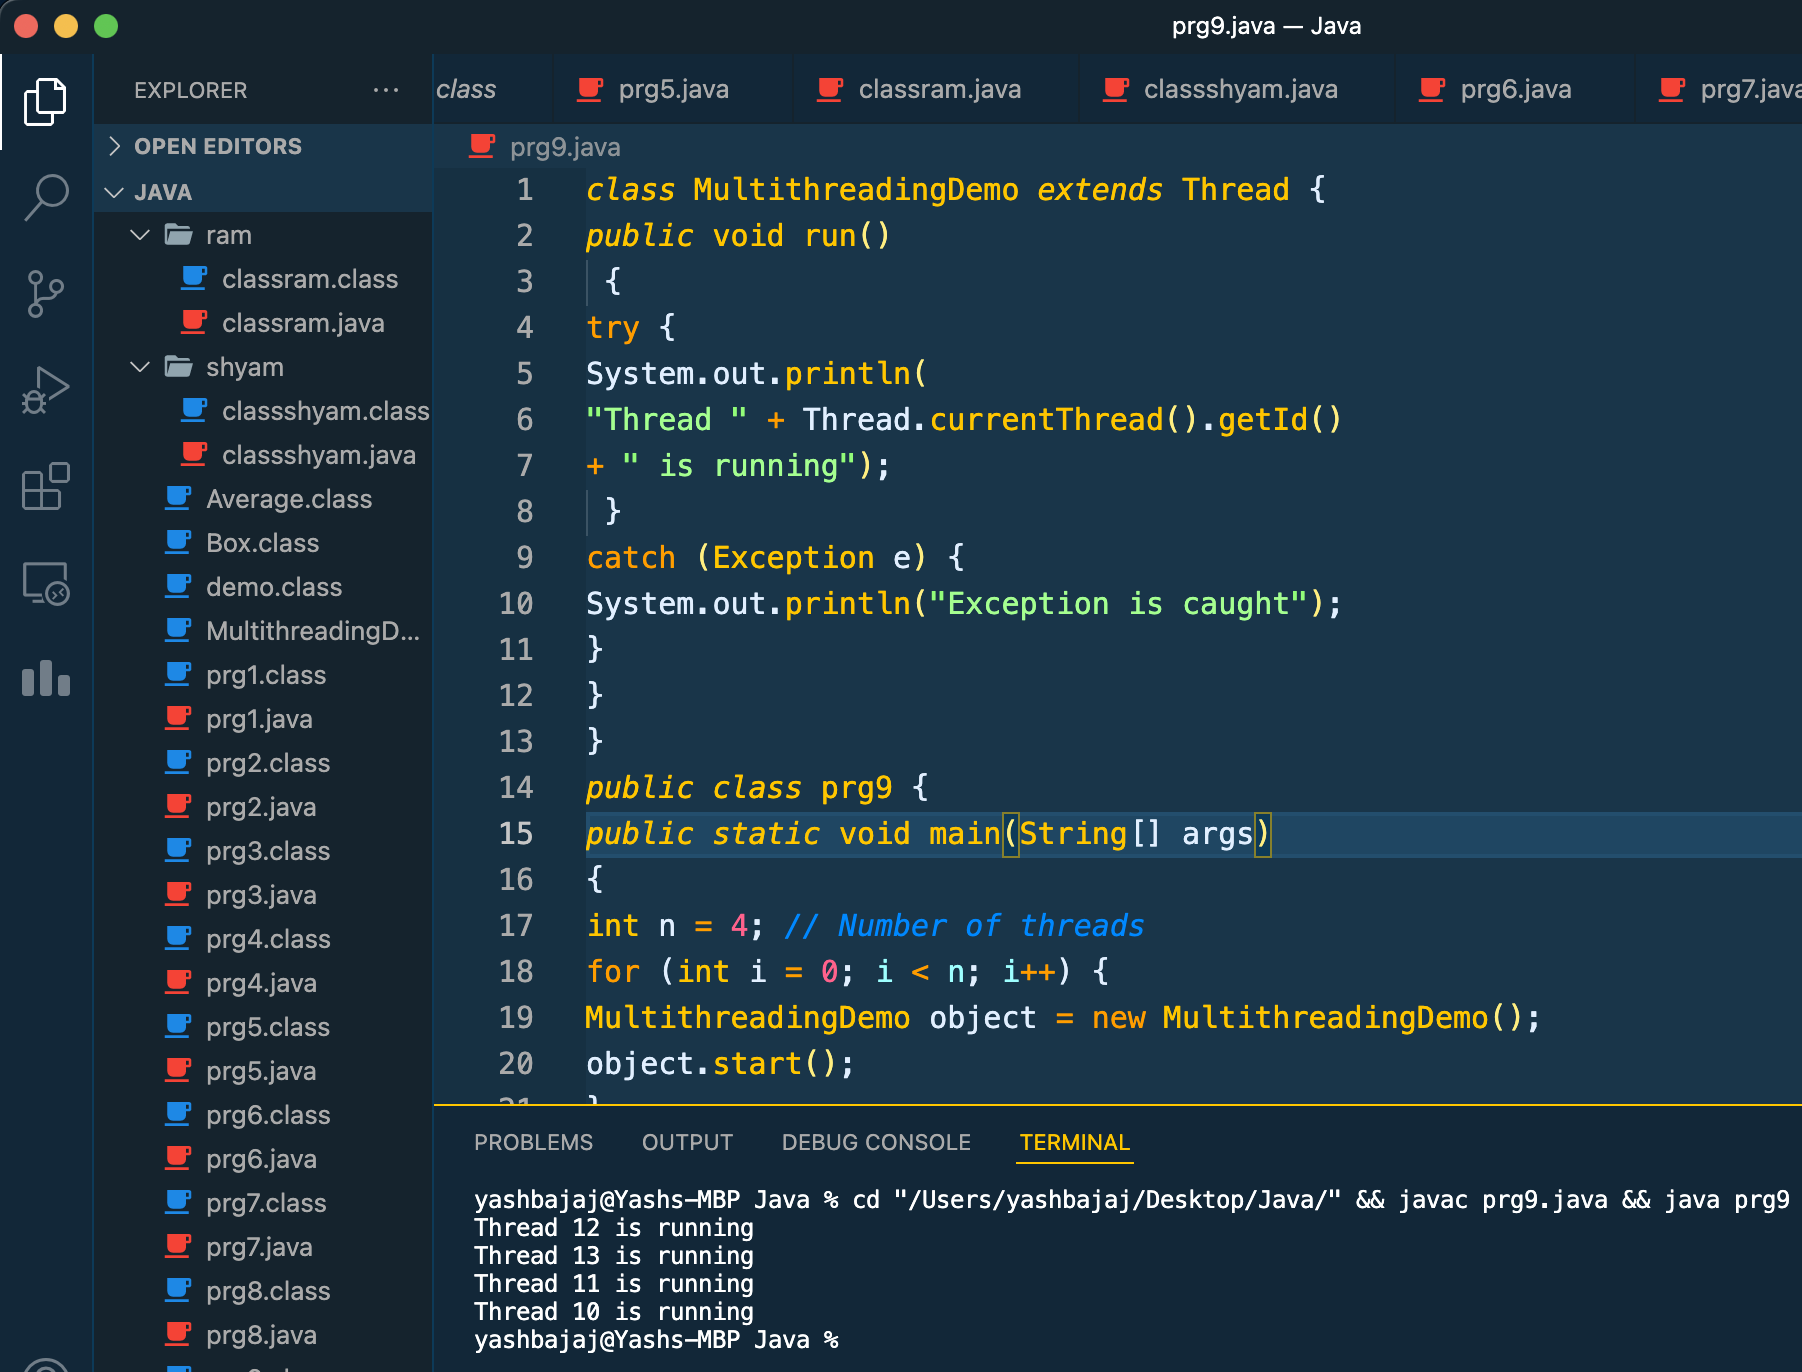 prg9.java — Java
EXPLORER
OPEN EDITORS
JAVA
ram
classram.class
classram.java
shyam
classshyam.class
classshyam.java
Average.class
Box.class
demo.class
MultithreadingD...
prg1.class
prg1.java
prg2.class
prg2.java
prg3.class
prg3.java
prg4.class
prg4.java
prg5.class
prg5.java
prg6.class
prg6.java
prg7.class
prg7.java
prg8.class
prg8.java
class prg5.java classram.java classshyam.java prg6.java prg7.java
prg9.java
1 class MultithreadingDemo extends Thread {
2 public void run()
3 {
4 try {
5 System.out.println(
6 "Thread " + Thread.currentThread().getId()
7 + " is running");
8 }
9 catch (Exception e) {
10 System.out.println("Exception is caught");
11 }
12 }
13 }
14 public class prg9 {
15 public static void main(String[] args)
16 {
17 int n = 4; // Number of threads
18 for (int i = 0; i < n; i++) {
19 MultithreadingDemo object = new MultithreadingDemo();
20 object.start();
21 }
PROBLEMS OUTPUT DEBUG CONSOLE TERMINAL
yashbajaj@Yashs-MBP Java % cd "/Users/yashbajaj/Desktop/Java/" && javac prg9.java && java prg9
Thread 12 is running
Thread 13 is running
Thread 11 is running
Thread 10 is running
yashbajaj@Yashs-MBP Java %